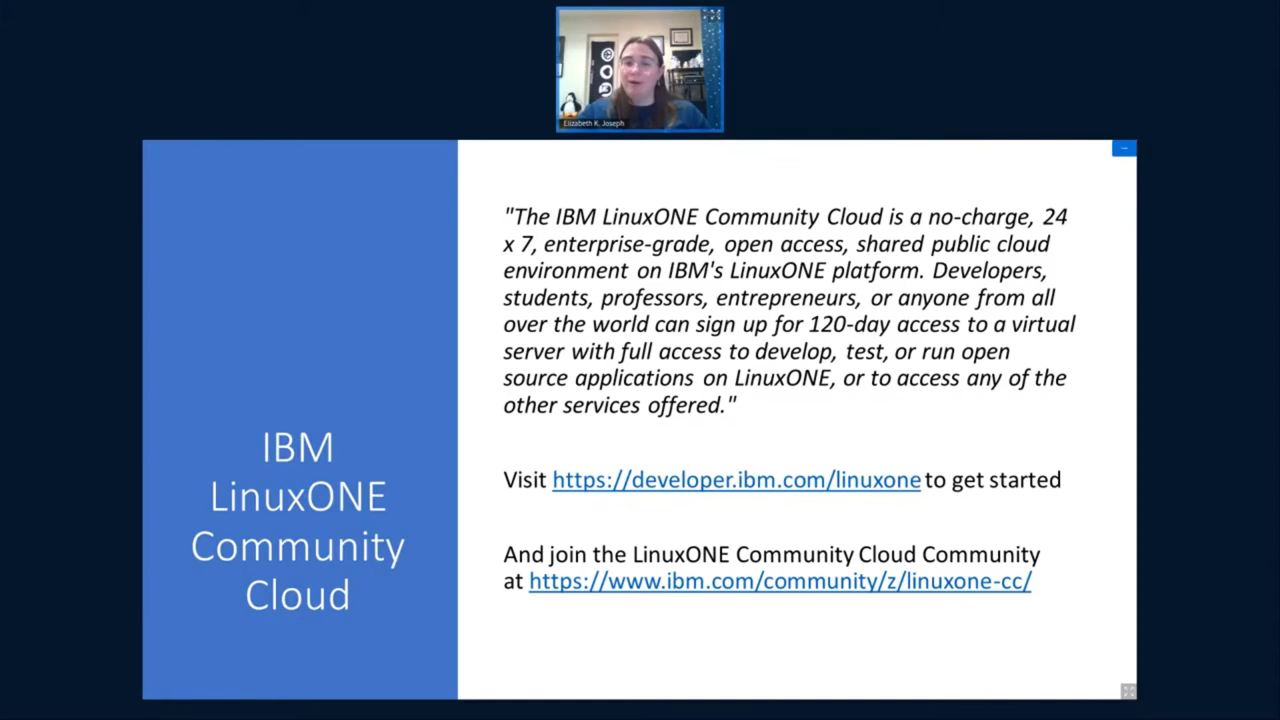 Elizabeth K. Joseph
IBM
LinuxONE
Community
Cloud
"The IBM LinuxONE Community Cloud is a no-charge, 24
x 7, enterprise-grade, open access, shared public cloud
environment on IBM's LinuxONE platform. Developers,
students, professors, entrepreneurs, or anyone from all
over the world can sign up for 120-day access to a virtual
server with full access to develop, test, or run open
source applications on LinuxONE, or to access any of the
other services offered."
Visit https://developer.ibm.com/linuxone to get started
And join the LinuxONE Community Cloud Community
at https://www.ibm.com/community/z/linuxone-cc/